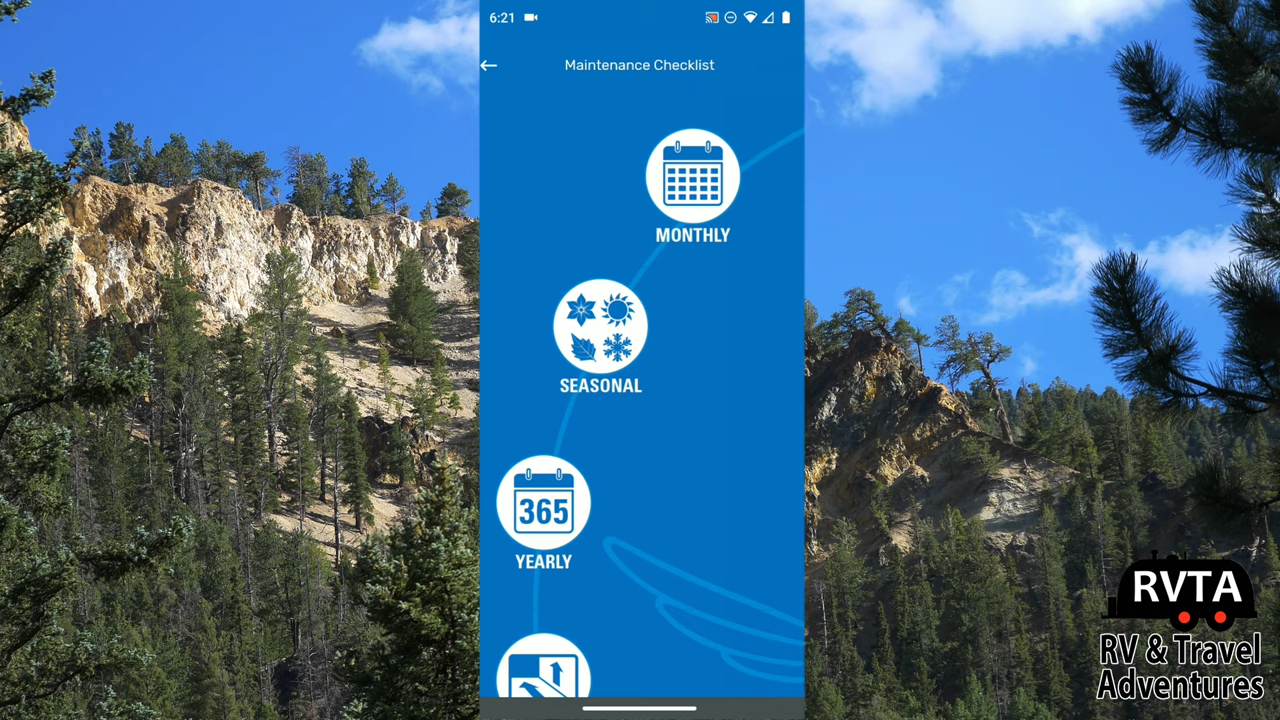 6:21
Maintenance Checklist
MONTHLY
SEASONAL
365
YEARLY
RVTA
RV & Travel
Adventures